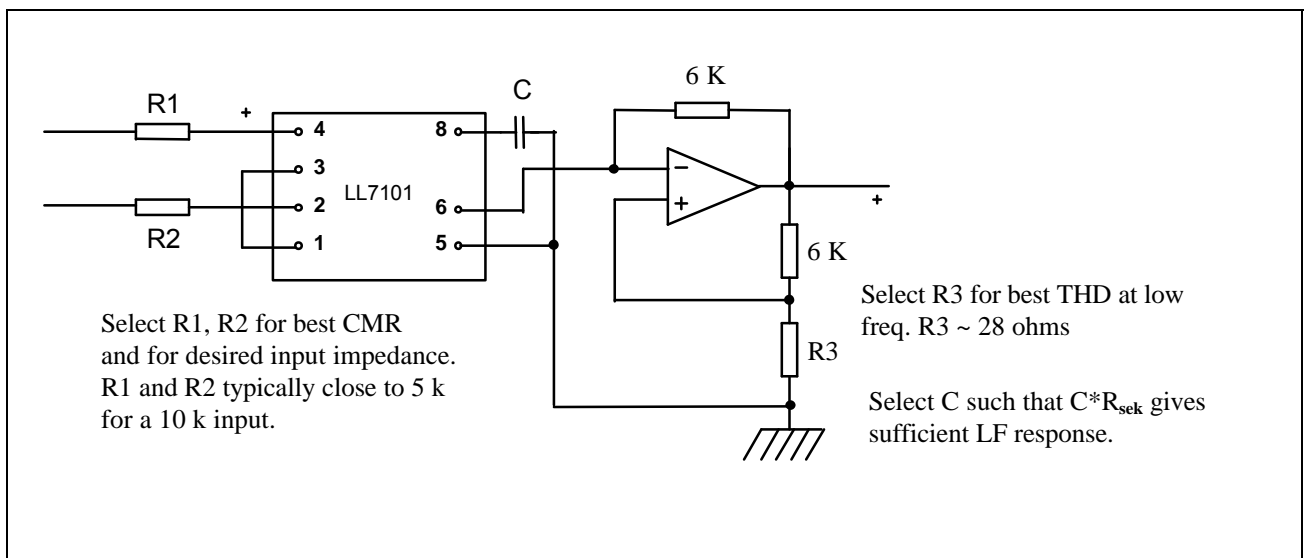 6 K
C
R1
+
4
8
3
LL7101
2
6
R2
1
5
−
+
+
6 K
R3
Select R1, R2 for best CMR
and for desired input impedance.
R1 and R2 typically close to 5 k
for a 10 k input.
Select R3 for best THD at low
freq. R3 ~ 28 ohms
Select C such that C*Rsek gives
sufficient LF response.